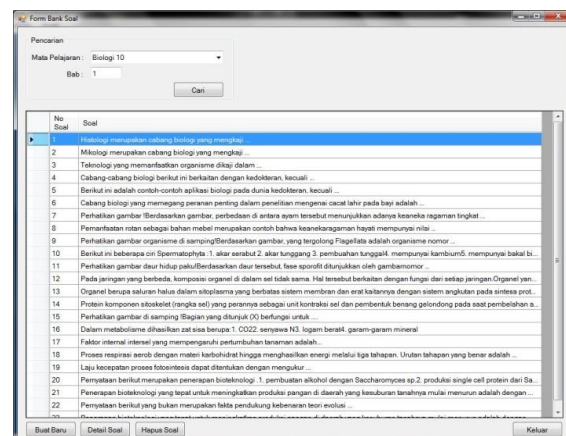 Form Bank Soal
Pencarian
Mata Pelajaran : Biologi 10
Bab : 1
Cari
No Soal Soal
1 Histologi merupakan cabang biologi yang mengkaji ...
2 Mikologi merupakan cabang biologi yang mengkaji ...
3 Teknologi yang memanfaatkan organisme dikaji dalam ...
4 Cabang-cabang biologi berikut ini berkaitan dengan kedokteran, kecuali ...
5 Berikut ini adalah contoh-contoh aplikasi biologi pada dunia kedokteran, kecuali ...
6 Cabang biologi yang memegang peranan penting dalam penelitian mengenai cacat lahir pada bayi adalah ...
7 Perhatikan gambar !Berdasarkan gambar, perbedaan di antara ayam tersebut menunjukkan adanya keaneka ragaman tingkat ...
8 Pemanfaatan rotan sebagai bahan mebel merupakan contoh bahwa keanekaragaman hayati mempunyai nilai ...
9 Perhatikan gambar organisme di samping!Berdasarkan gambar, yang tergolong Flagellata adalah organisme nomor ...
10 Berikut ini beberapa ciri Spermatophyta :1. akar serabut 2. akar tunggang 3. pembuahan tunggal4. mempunyai kambium5. mempunyai bakal bi...
11 Perhatikan gambar daur hidup paku!Berdasarkan daur tersebut, fase sporofit ditunjukkan oleh gambarnomor ...
12 Pada jaringan yang berbeda, komposisi organel di dalam sel tidak sama. Hal tersebut berkaitan dengan fungsi dari setiap jaringan.Organel yan...
13 Organel berupa saluran halus dalam sitoplasma yang berbatas sistem membran dan erat kaitannya dengan sistem angkutan pada sintesa prot...
14 Protein komponen sitoskelet (rangka sel) yang perannya sebagai unit kontraksi sel dan pembentuk benang gelondong pada saat pembelahan a...
15 Perhatikan gambar di samping !Bagian yang ditunjuk (X) berfungsi untuk ....
16 Dalam metabolisme dihasilkan zat sisa berupa:1. CO22. senyawa N3. logam berat4. garam-garam mineral
17 Faktor internal intersel yang mempengaruhi pertumbuhan tanaman adalah...
18 Proses respirasi aerob dengan materi karbohidrat hingga menghasilkan energi melalui tiga tahapan. Urutan tahapan yang benar adalah ...
19 Laju kecepatan proses fotosintesis dapat ditentukan dengan mengukur ...
20 Pernyataan berikut merupakan penerapan bioteknologi .1. pembuatan alkohol dengan Saccharomyces sp.2. produksi single cell protein dari Sa...
21 Penerapan bioteknologi yang tepat untuk meningkatkan produksi pangan di daerah yang kesuburan tanahnya mulai menurun adalah dengan ...
22 Pernyataan berikut yang bukan merupakan fakta pendukung kebenaran teori evolusi ...
Buat Baru Detail Soal Hapus Soal Keluar